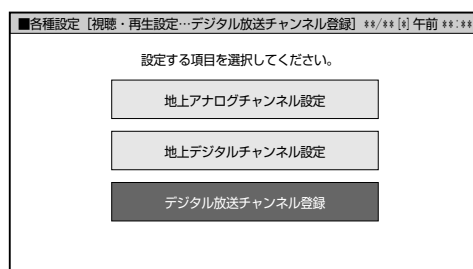 ■各種設定［視聴・再生設定…デジタル放送チャンネル登録］ **/** [*] 午前 **:**
設定する項目を選択してください。
地上アナログチャンネル設定
地上デジタルチャンネル設定
デジタル放送チャンネル登録